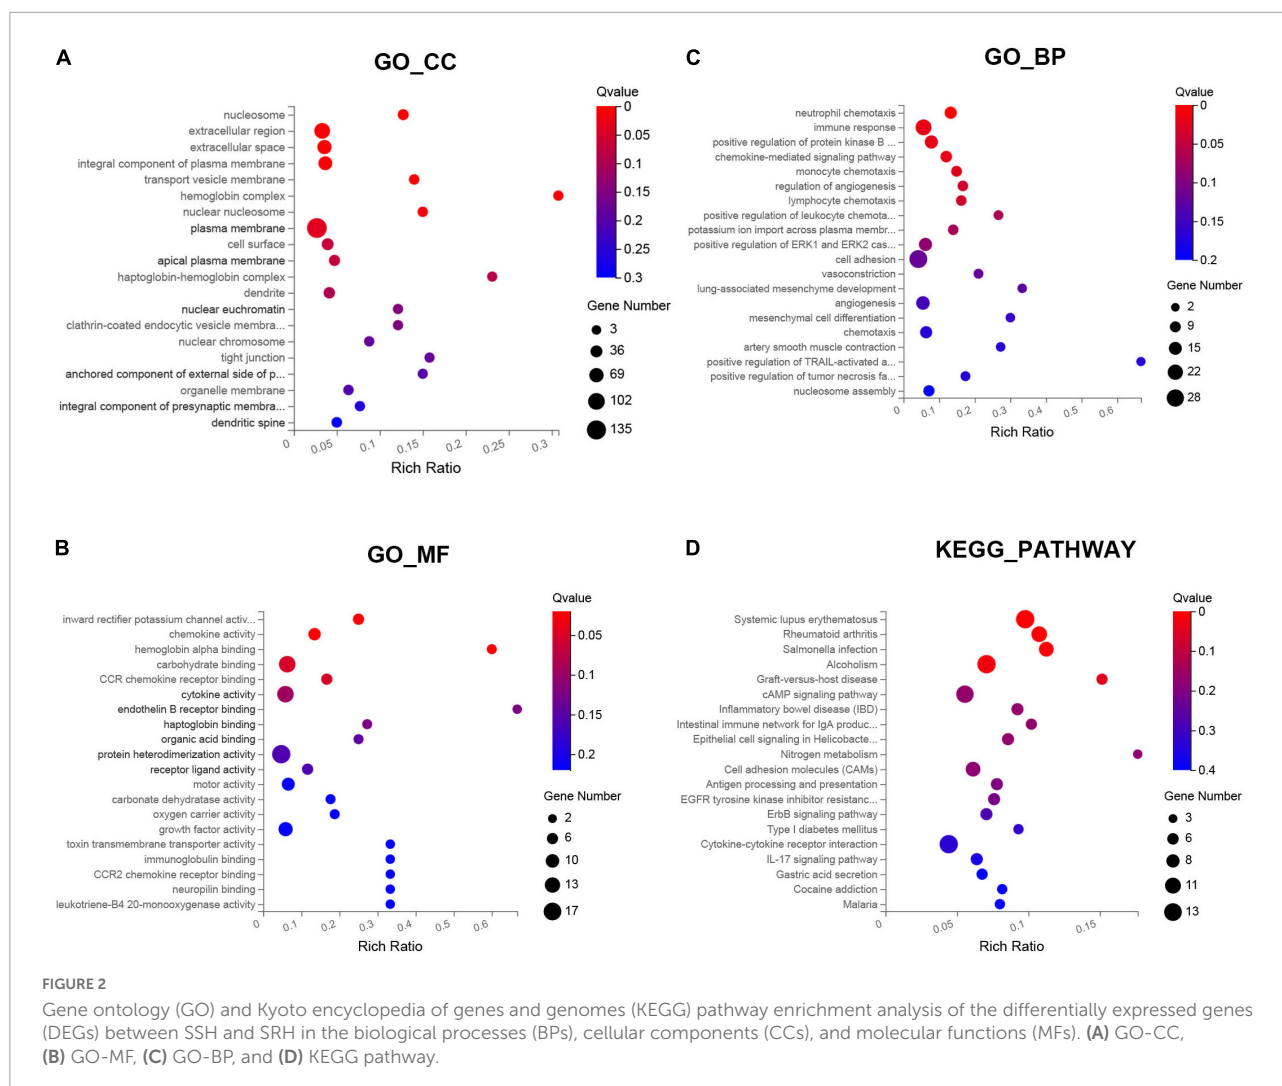 A
GO_CC
nucleosome
extracellular region
extracellular space
integral component of plasma membrane
transport vesicle membrane
hemoglobin complex
nuclear nucleosome
plasma membrane
cell surface
apical plasma membrane
haptoglobin-hemoglobin complex
dendrite
nuclear euchromatin
clathrin-coated endocytic vesicle membra...
nuclear chromosome
tight junction
anchored component of external side of p...
organelle membrane
integral component of presynaptic membra...
dendritic spine
0 0.05 0.1 0.15 0.2 0.25 0.3
Rich Ratio
Qvalue
0
0.05
0.1
0.15
0.2
0.25
0.3
Gene Number
3
36
69
102
135
C
GO_BP
neutrophil chemotaxis
immune response
positive regulation of protein kinase B ...
chemokine-mediated signaling pathway
monocyte chemotaxis
regulation of angiogenesis
lymphocyte chemotaxis
positive regulation of leukocyte chemota...
potassium ion import across plasma membr...
positive regulation of ERK1 and ERK2 cas...
cell adhesion
vasoconstriction
lung-associated mesenchyme development
angiogenesis
mesenchymal cell differentiation
chemotaxis
artery smooth muscle contraction
positive regulation of TRAIL-activated a...
positive regulation of tumor necrosis fa...
nucleosome assembly
0 0.1 0.2 0.3 0.4 0.5 0.6
Rich Ratio
Qvalue
0
0.05
0.1
0.15
0.2
Gene Number
2
9
15
22
28
B
GO_MF
inward rectifier potassium channel activ...
chemokine activity
hemoglobin alpha binding
carbohydrate binding
CCR chemokine receptor binding
cytokine activity
endothelin B receptor binding
haptoglobin binding
organic acid binding
protein heterodimerization activity
receptor ligand activity
motor activity
carbonate dehydratase activity
oxygen carrier activity
growth factor activity
toxin transmembrane transporter activity
immunoglobulin binding
CCR2 chemokine receptor binding
neuropilin binding
leukotriene-B4 20-monooxygenase activity
0 0.1 0.2 0.3 0.4 0.5 0.6
Rich Ratio
Qvalue
0.05
0.1
0.15
0.2
Gene Number
2
6
10
13
17
D
KEGG_PATHWAY
Systemic lupus erythematosus
Rheumatoid arthritis
Salmonella infection
Alcoholism
Graft-versus-host disease
cAMP signaling pathway
Inflammatory bowel disease (IBD)
Intestinal immune network for IgA produc...
Epithelial cell signaling in Helicobacte...
Nitrogen metabolism
Cell adhesion molecules (CAMs)
Antigen processing and presentation
EGFR tyrosine kinase inhibitor resistanc...
ErbB signaling pathway
Type I diabetes mellitus
Cytokine-cytokine receptor interaction
IL-17 signaling pathway
Gastric acid secretion
Cocaine addiction
Malaria
0 0.05 0.1 0.15
Rich Ratio
Qvalue
0
0.1
0.2
0.3
0.4
Gene Number
3
6
8
11
13
FIGURE 2
Gene ontology (GO) and Kyoto encyclopedia of genes and genomes (KEGG) pathway enrichment analysis of the differentially expressed genes
(DEGs) between SSH and SRH in the biological processes (BPs), cellular components (CCs), and molecular functions (MFs). (A) GO-CC,
(B) GO-MF, (C) GO-BP, and (D) KEGG pathway.